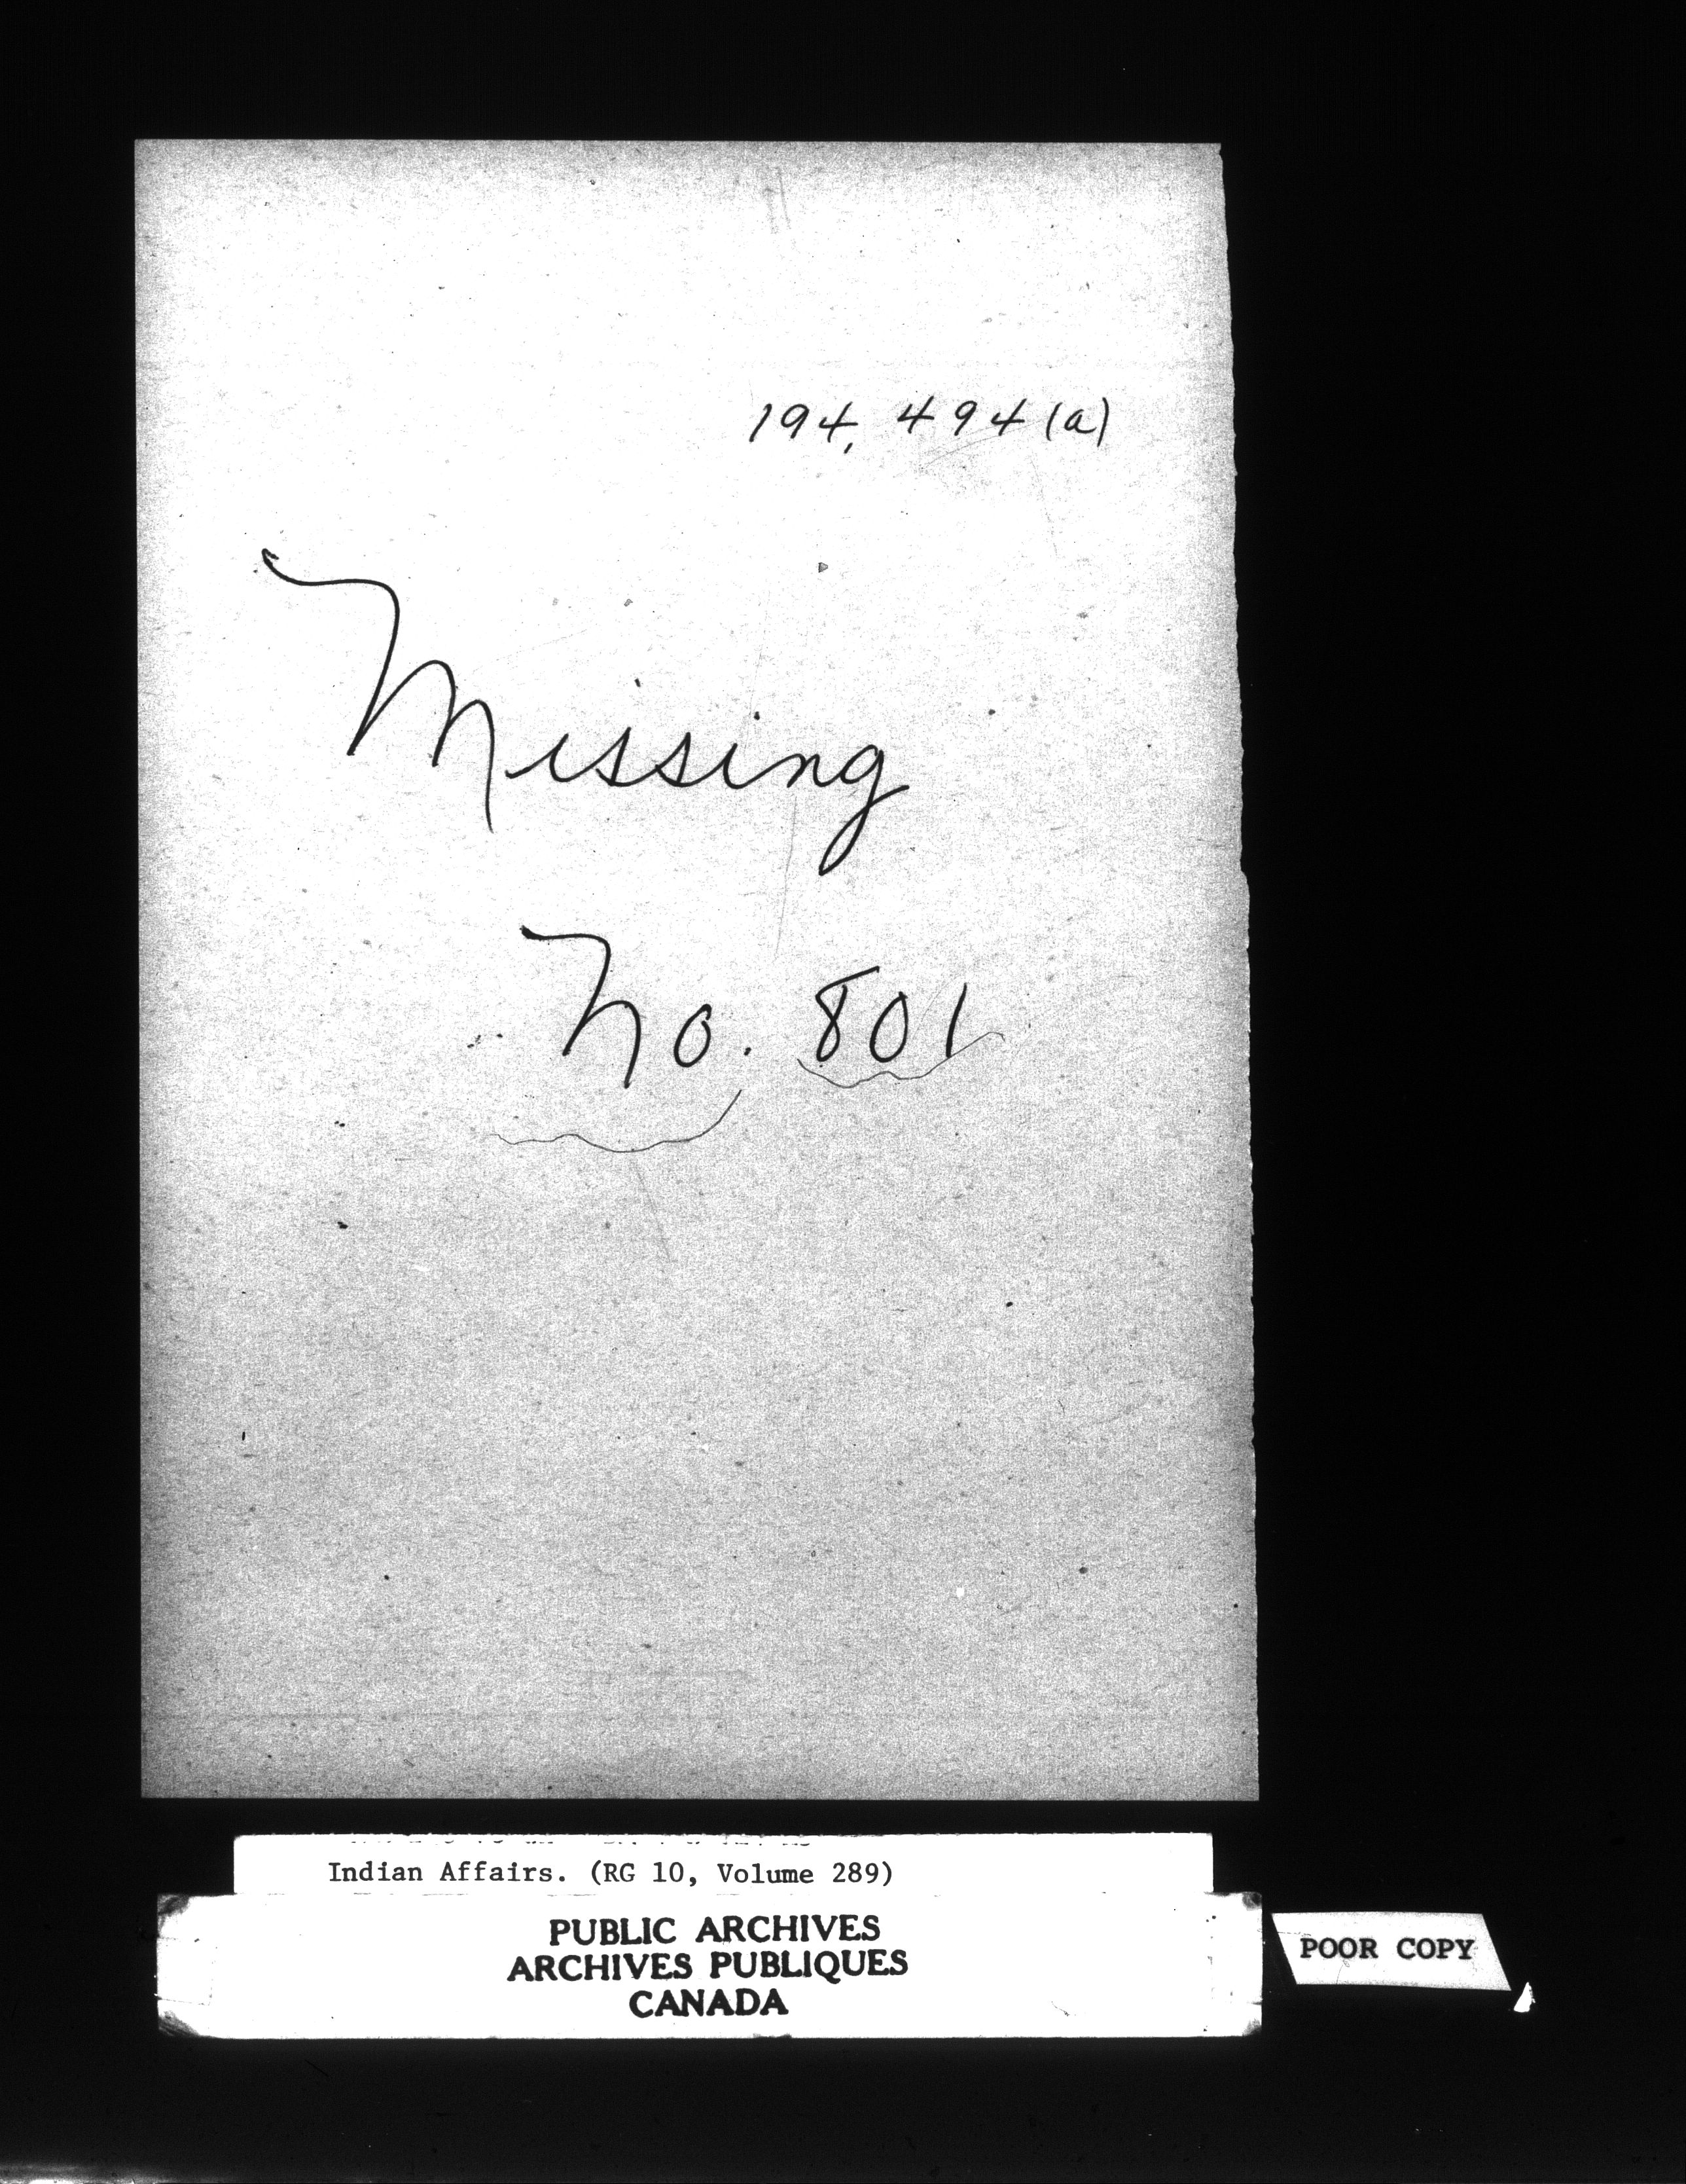 194,494(a)
Missing
No. 801
Indian Affairs. (RG 10, Volume 289)
PUBLIC ARCHIVES
ARCHIVES PUBLIQUES
CANADA
POOR COPY